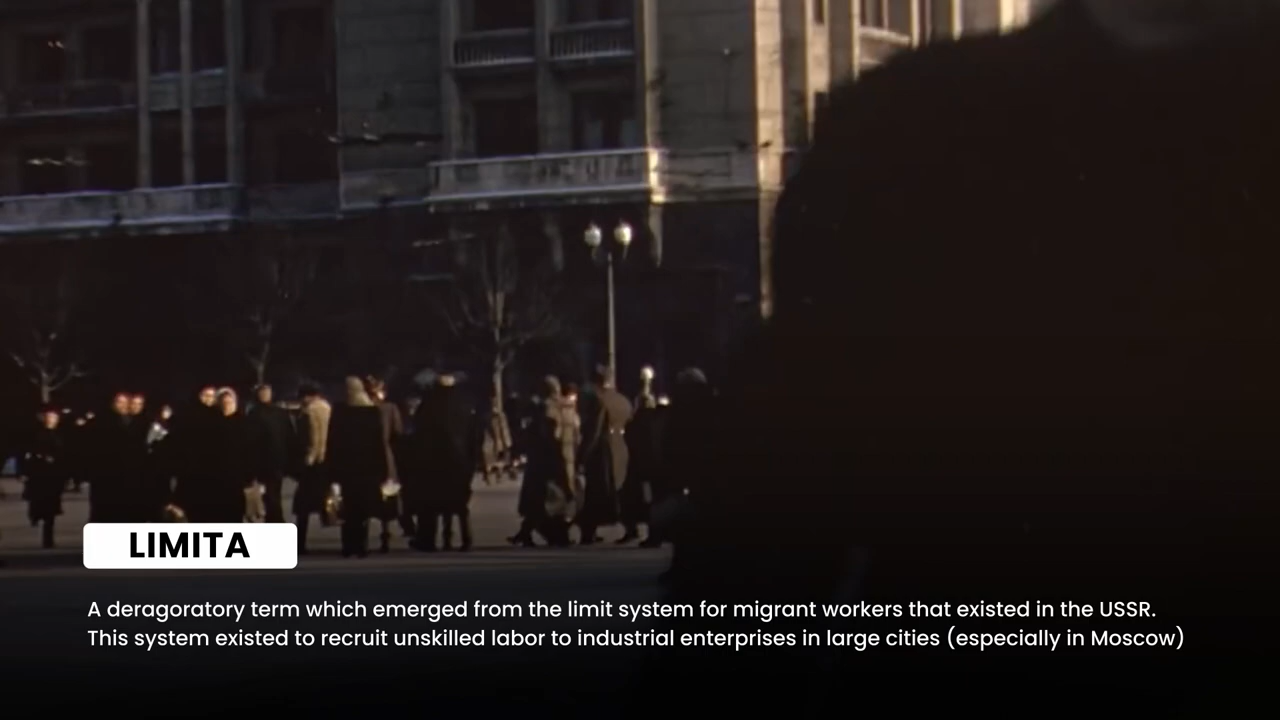 LIMITA
A deragoratory term which emerged from the limit system for migrant workers that existed in the USSR.
This system existed to recruit unskilled labor to industrial enterprises in large cities (especially in Moscow)